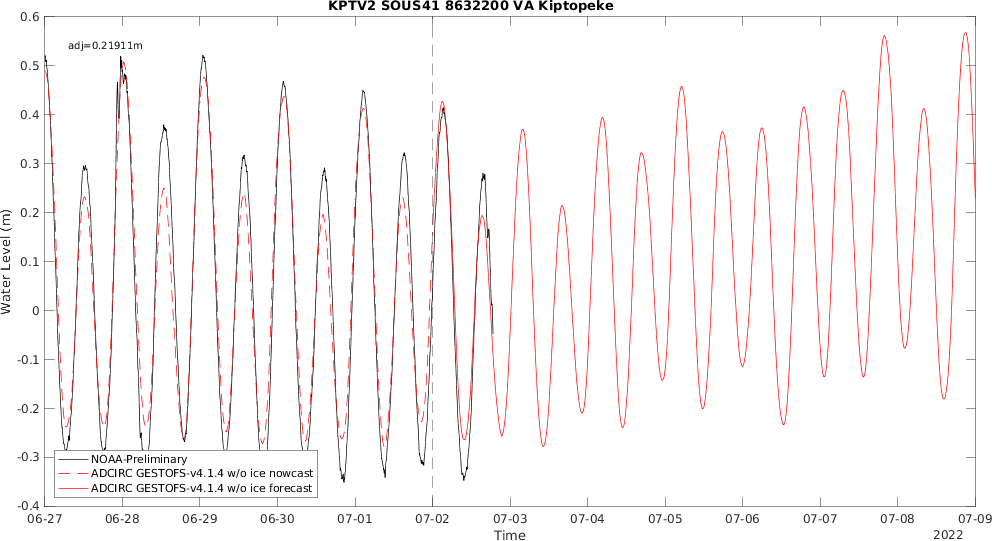 KPTV2 SOUS41 8632200 VA Kiptopeke
adj=0.21911m
0.6
0.5
0.4
0.3
0.2
0.1
0
-0.1
-0.2
-0.3
-0.4
Water Level (m)
NOAA-Preliminary
ADCIRC GESTOFS-v4.1.4 w/o ice nowcast
ADCIRC GESTOFS-v4.1.4 w/o ice forecast
06-27 06-28 06-29 06-30 07-01 07-02 07-03 07-04 07-05 07-06 07-07 07-08 07-09
Time
2022